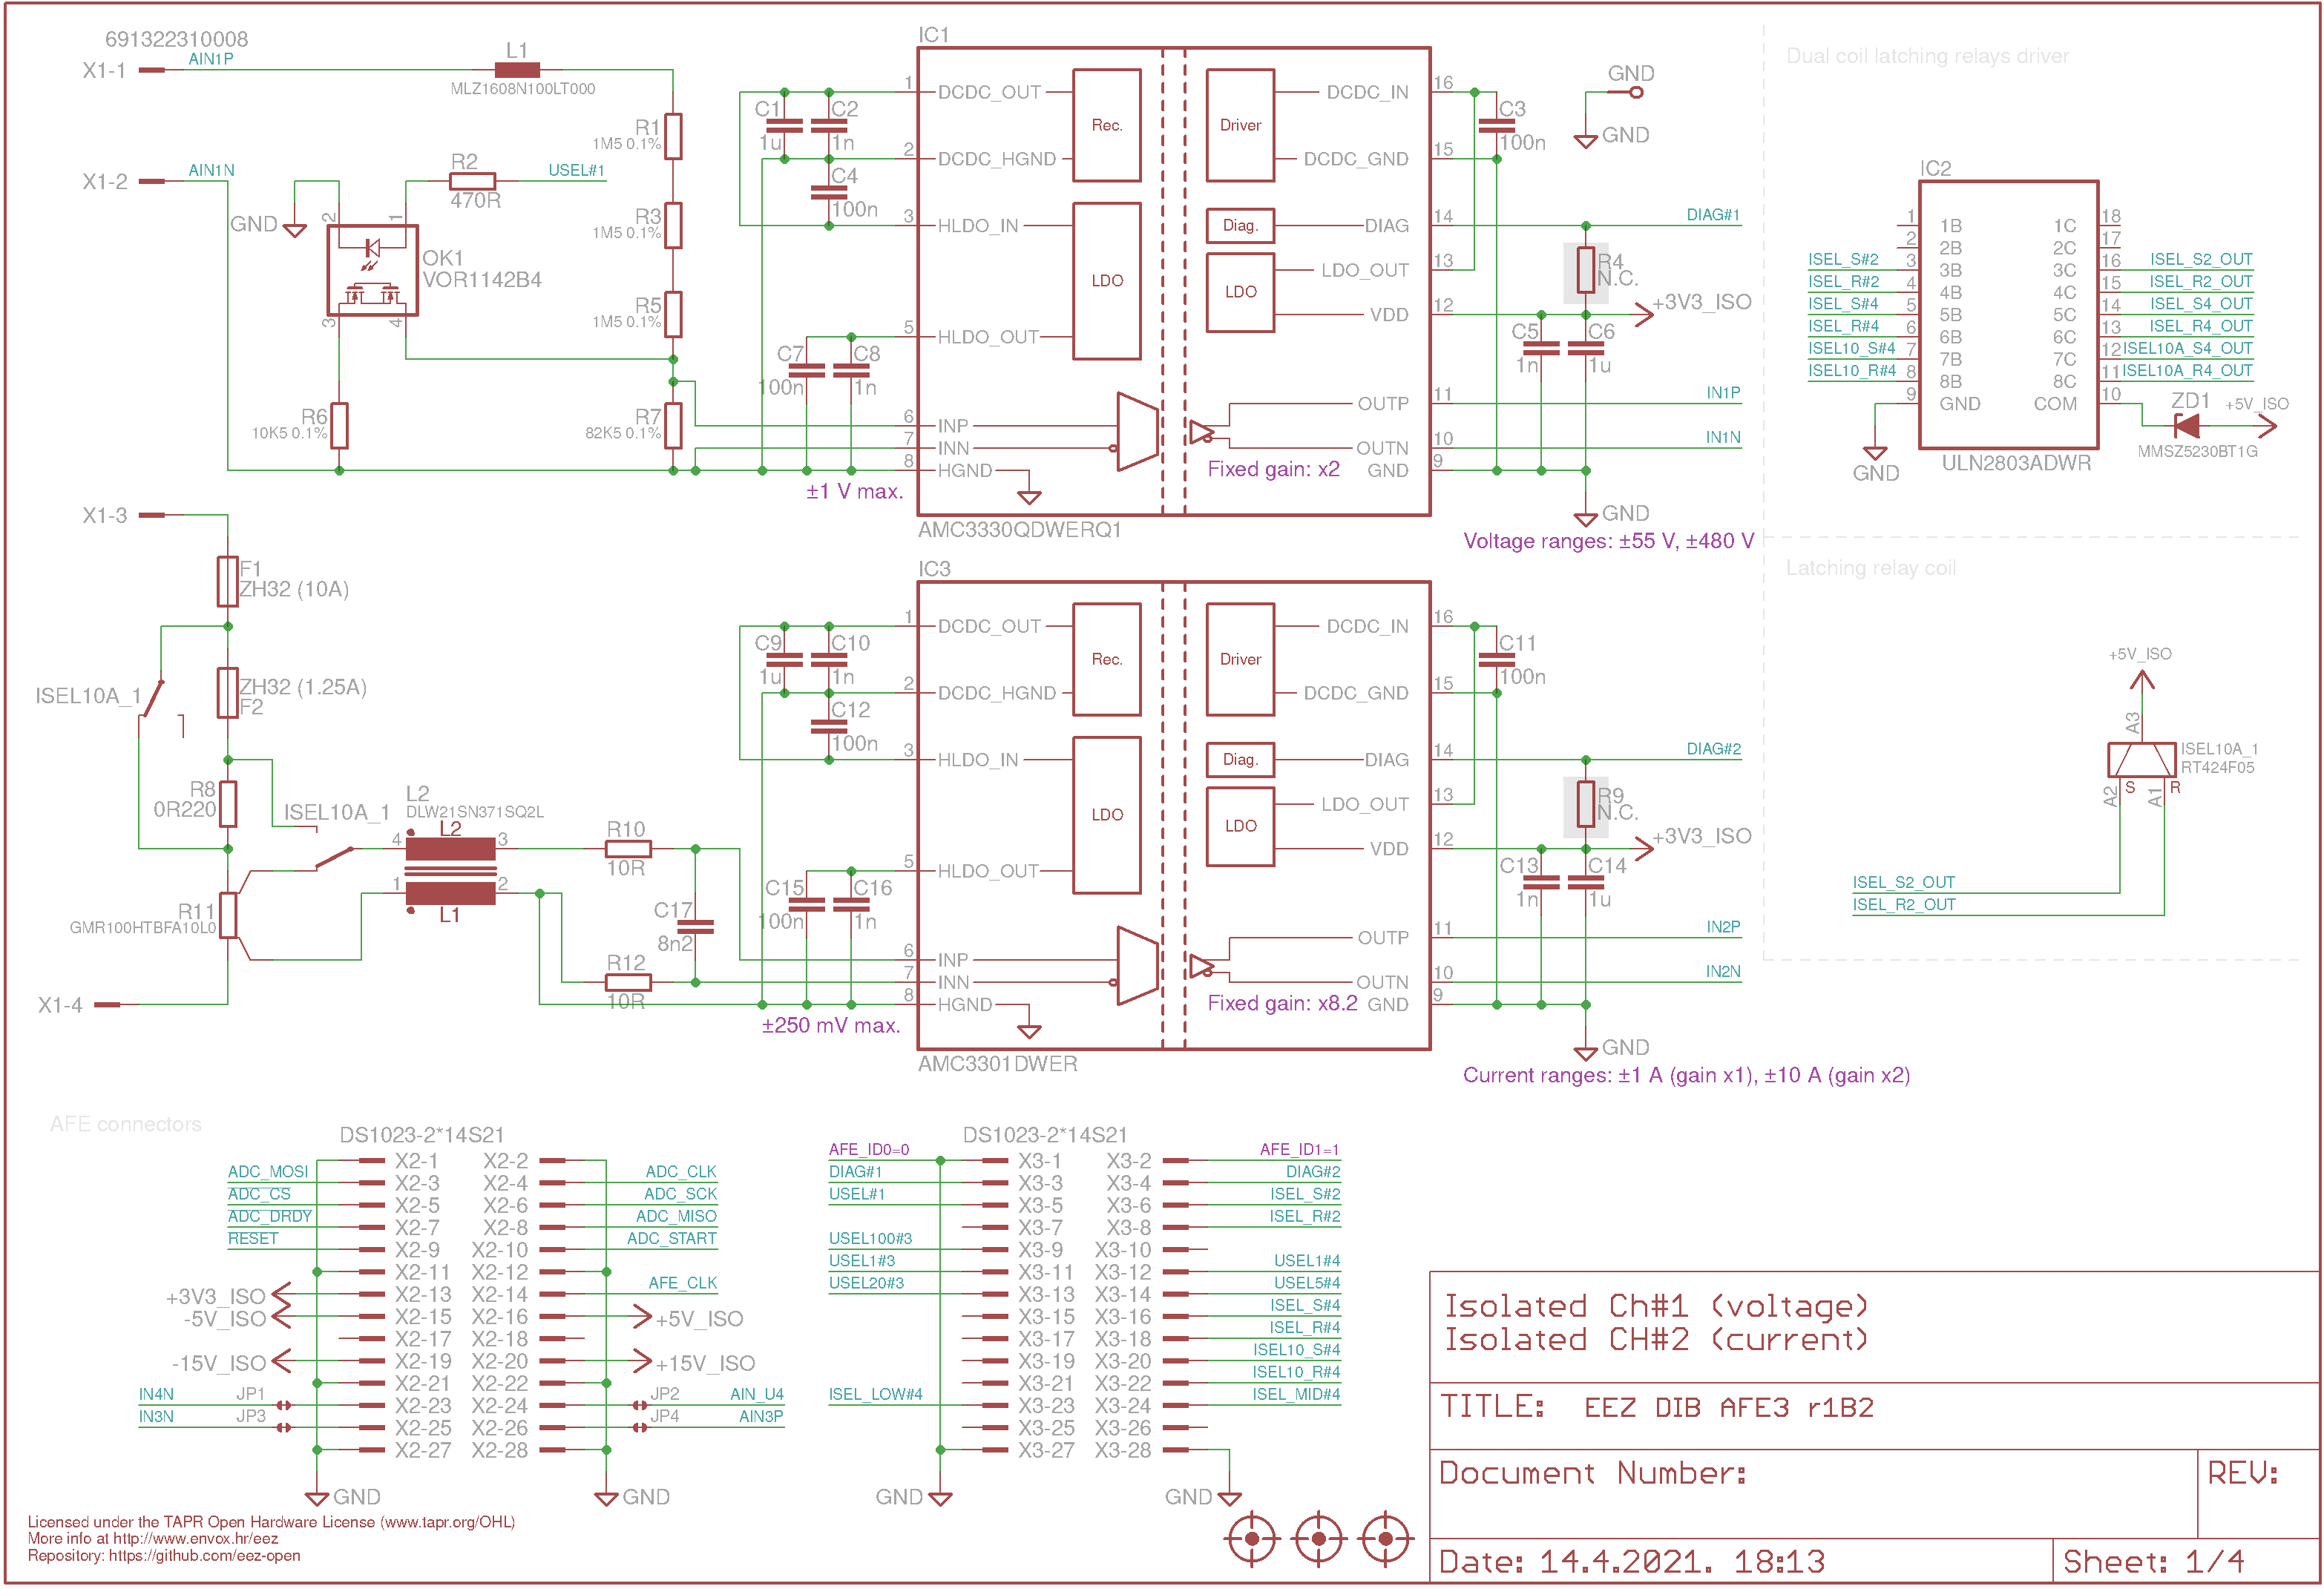 691322310008
X1-1
AIN1P
L1
MLZ1608N100LT000
R1
1M5 0.1%
X1-2
AIN1N
R2
470R
USEL#1
GND
2
1
OK1
VOR1142B4
3
4
R3
1M5 0.1%
R5
1M5 0.1%
R6
10K5 0.1%
R7
82K5 0.1%
C1
1u
C2
1n
C4
100n
C7
100n
C8
1n
±1 V max.
IC1
1
DCDC_OUT
2
DCDC_HGND
3
HLDO_IN
5
HLDO_OUT
6
INP
7
INN
8
HGND
Rec.
LDO
Driver
Diag.
LDO
16
DCDC_IN
15
DCDC_GND
14
DIAG
13
LDO_OUT
12
VDD
11
OUTP
10
OUTN
9
GND
Fixed gain: x2
AMC3330QDWERQ1
C3
100n
GND
GND
DIAG#1
R4
N.C.
+3V3_ISO
C5
1n
C6
1u
IN1P
IN1N
GND
Voltage ranges: ±55 V, ±480 V
Dual coil latching relays driver
IC2
1
1B
1C
18
2
2B
2C
17
ISEL_S#2
3
3B
3C
16
ISEL_S2_OUT
ISEL_R#2
4
4B
4C
15
ISEL_R2_OUT
ISEL_S#4
5
5B
5C
14
ISEL_S4_OUT
ISEL_R#4
6
6B
6C
13
ISEL_R4_OUT
ISEL10_S#4
7
7B
7C
12
ISEL10A_S4_OUT
ISEL10_R#4
8
8B
8C
11
ISEL10A_R4_OUT
9
GND
COM
10
ZD1
+5V_ISO
MMSZ5230BT1G
GND
ULN2803ADWR
X1-3
F1
ZH32 (10A)
ISEL10A_1
ZH32 (1.25A)
F2
R8
0R220
ISEL10A_1
L2
DLW21SN371SQ2L
4
L2
3
1
2
L1
R11
GMR100HTBFA10L0
X1-4
R10
10R
C17
8n2
R12
10R
C9
1u
C10
1n
C12
100n
C15
100n
C16
1n
±250 mV max.
IC3
1
DCDC_OUT
2
DCDC_HGND
3
HLDO_IN
5
HLDO_OUT
6
INP
7
INN
8
HGND
Rec.
LDO
Driver
Diag.
LDO
16
DCDC_IN
15
DCDC_GND
14
DIAG
13
LDO_OUT
12
VDD
11
OUTP
10
OUTN
9
GND
Fixed gain: x8.2
AMC3301DWER
C11
100n
DIAG#2
R9
N.C.
+3V3_ISO
C13
1n
C14
1u
IN2P
IN2N
GND
Current ranges: ±1 A (gain x1), ±10 A (gain x2)
Latching relay coil
+5V_ISO
A3
ISEL10A_1
RT424F05
A2
S
A1
R
ISEL_S2_OUT
ISEL_R2_OUT
AFE connectors
DS1023-2*14S21
X2-1 X2-2
ADC_MOSI X2-3 X2-4 ADC_CLK
ADC_CS X2-5 X2-6 ADC_SCK
ADC_DRDY X2-7 X2-8 ADC_MISO
RESET X2-9 X2-10 ADC_START
X2-11 X2-12
+3V3_ISO X2-13 X2-14 AFE_CLK
-5V_ISO X2-15 X2-16 +5V_ISO
X2-17 X2-18
-15V_ISO X2-19 X2-20 +15V_ISO
X2-21 X2-22
IN4N JP1 X2-23 X2-24 JP2 AIN_U4
IN3N JP3 X2-25 X2-26 JP4 AIN3P
X2-27 X2-28
GND GND
DS1023-2*14S21
AFE_ID0=0 X3-1 X3-2 AFE_ID1=1
DIAG#1 X3-3 X3-4 DIAG#2
USEL#1 X3-5 X3-6 ISEL_S#2
X3-7 X3-8 ISEL_R#2
USEL100#3 X3-9 X3-10
USEL1#3 X3-11 X3-12 USEL1#4
USEL20#3 X3-13 X3-14 USEL5#4
X3-15 X3-16 ISEL_S#4
X3-17 X3-18 ISEL_R#4
X3-19 X3-20 ISEL10_S#4
X3-21 X3-22 ISEL10_R#4
ISEL_LOW#4 X3-23 X3-24 ISEL_MID#4
X3-25 X3-26
X3-27 X3-28
GND GND
Licensed under the TAPR Open Hardware License (www.tapr.org/OHL)
More info at http://www.envox.hr/eez
Repository: https://github.com/eez-open
Isolated Ch#1 (voltage)
Isolated CH#2 (current)
TITLE: EEZ DIB AFE3 r1B2
Document Number:
REV:
Date: 14.4.2021. 18:13
Sheet: 1/4